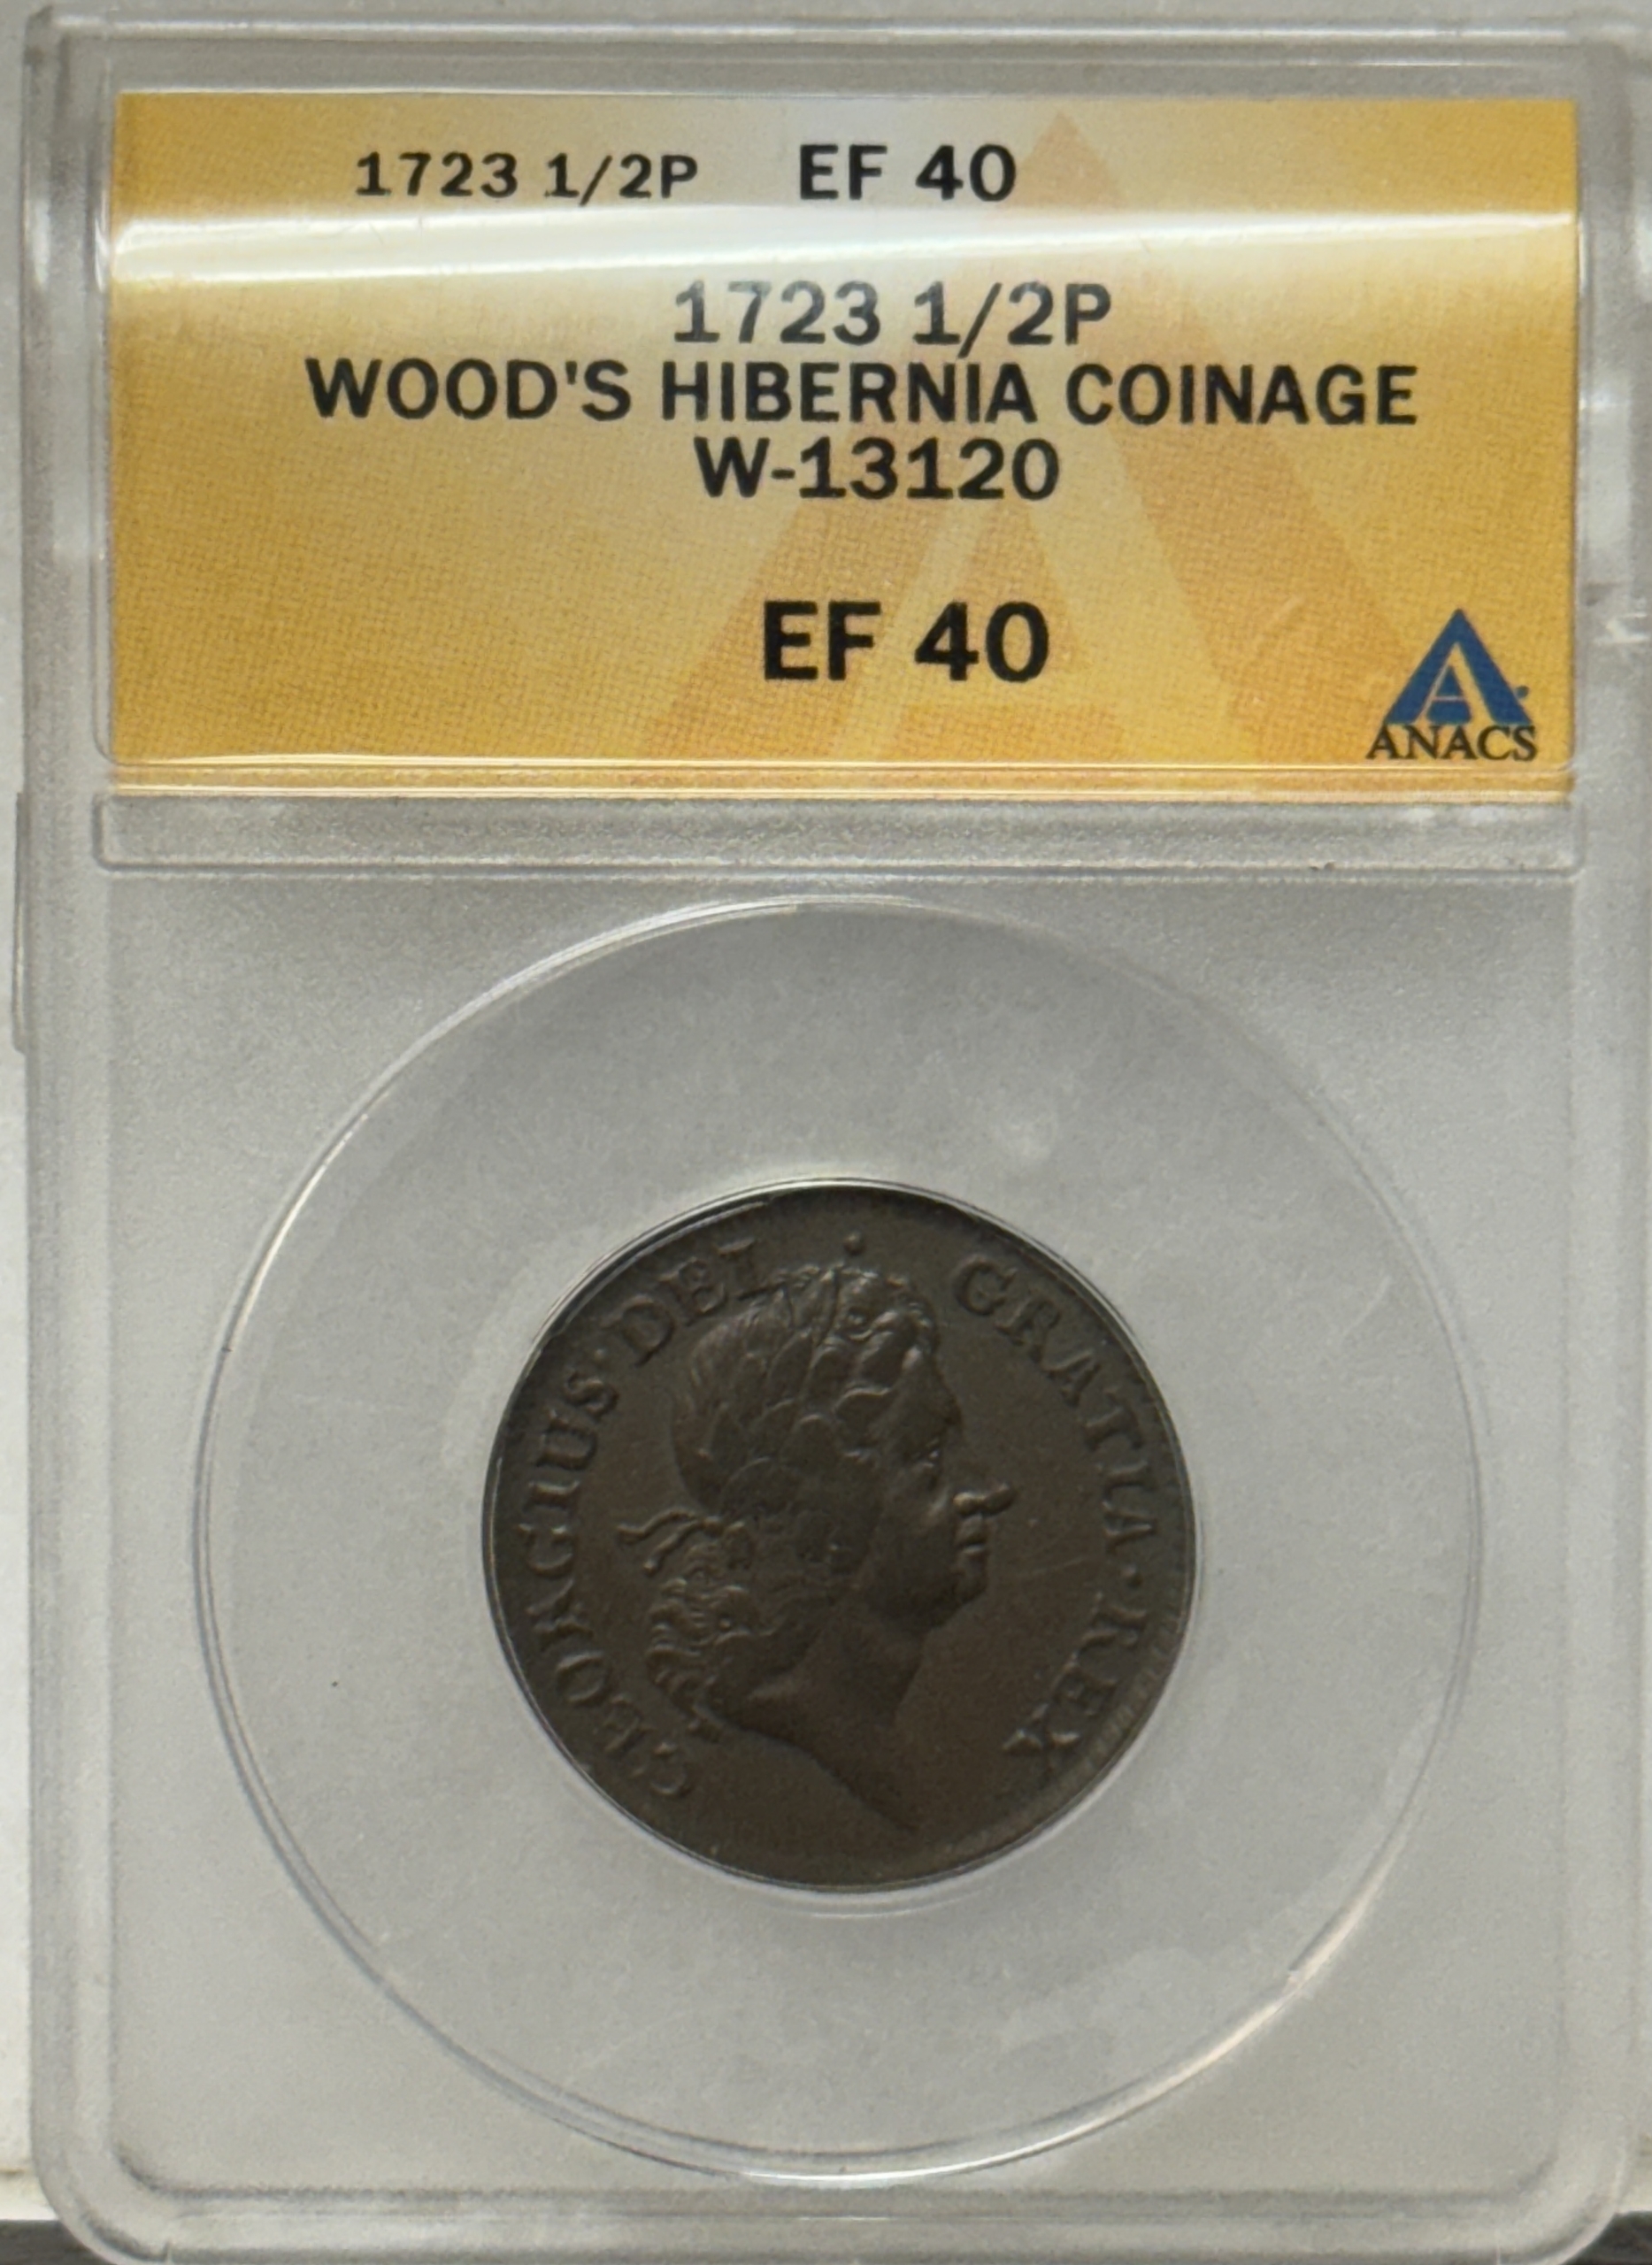 1723 1/2P EF 40
1723 1/2P
WOOD'S HIBERNIA COINAGE
W-13120
EF 40
ANACS
GEORGIUS·DEI · GRATIA·REX